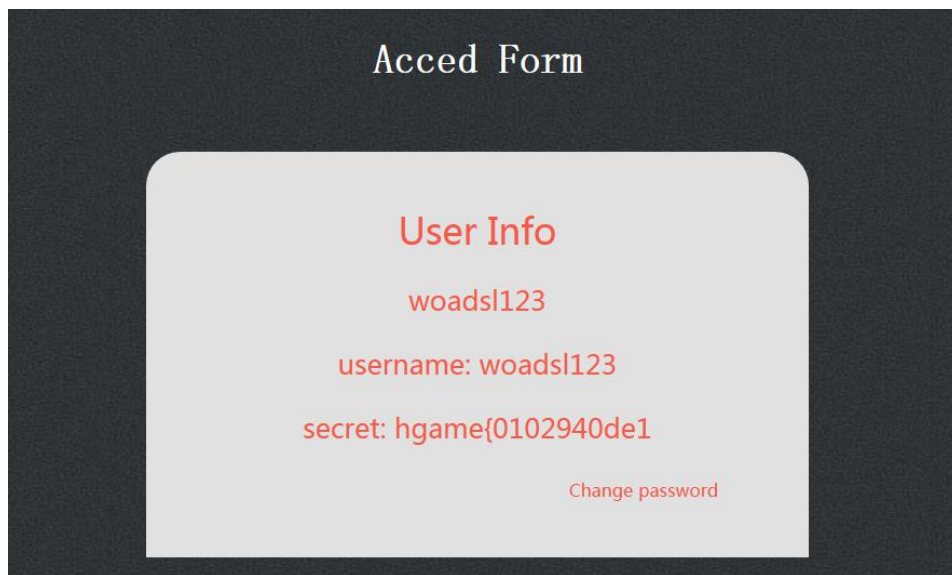 Acced Form
User Info
woadsl123
username: woadsl123
secret: hgame{0102940de1
Change password